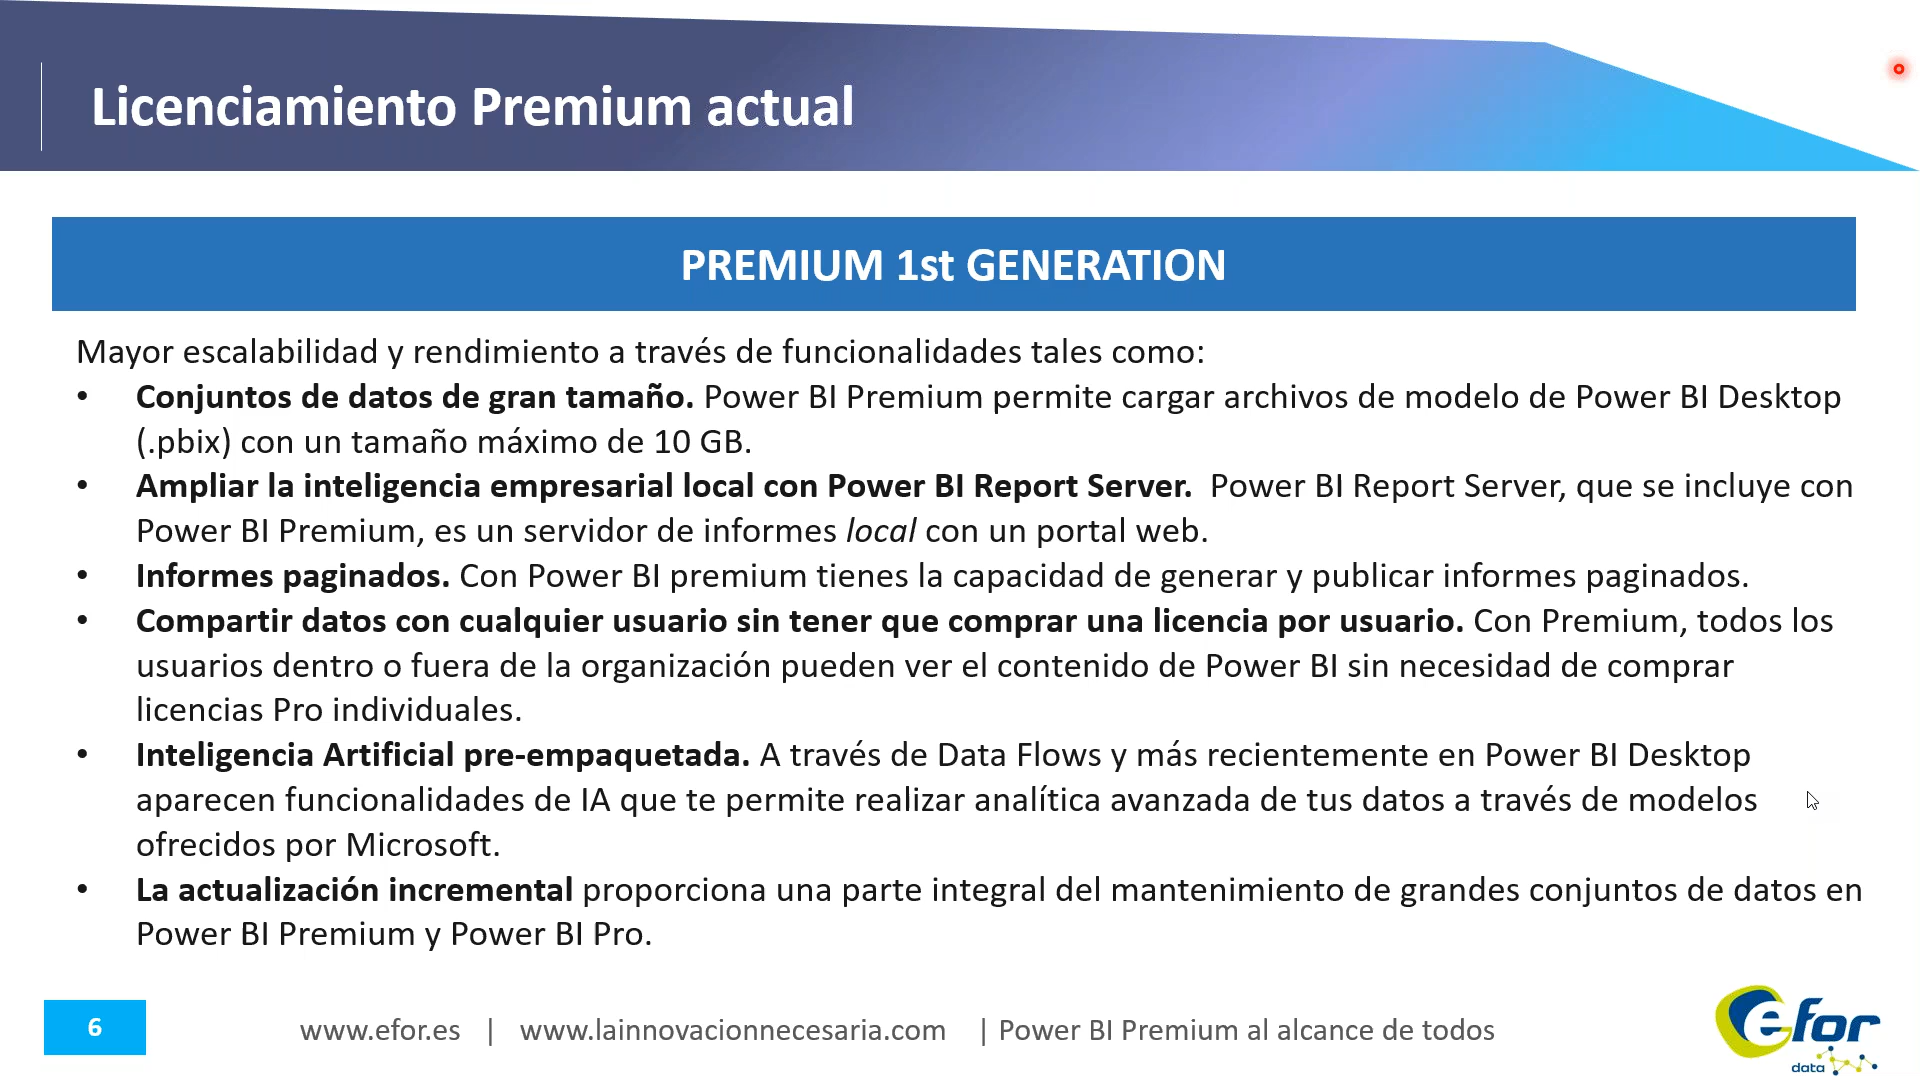 Licenciamiento Premium actual
PREMIUM 1st GENERATION
Mayor escalabilidad y rendimiento a través de funcionalidades tales como:
• Conjuntos de datos de gran tamaño. Power BI Premium permite cargar archivos de modelo de Power BI Desktop
(.pbix) con un tamaño máximo de 10 GB.
• Ampliar la inteligencia empresarial local con Power BI Report Server. Power BI Report Server, que se incluye con
Power BI Premium, es un servidor de informes local con un portal web.
• Informes paginados. Con Power BI premium tienes la capacidad de generar y publicar informes paginados.
• Compartir datos con cualquier usuario sin tener que comprar una licencia por usuario. Con Premium, todos los
usuarios dentro o fuera de la organización pueden ver el contenido de Power BI sin necesidad de comprar
licencias Pro individuales.
• Inteligencia Artificial pre-empaquetada. A través de Data Flows y más recientemente en Power BI Desktop
aparecen funcionalidades de IA que te permite realizar analítica avanzada de tus datos a través de modelos
ofrecidos por Microsoft.
• La actualización incremental proporciona una parte integral del mantenimiento de grandes conjuntos de datos en
Power BI Premium y Power BI Pro.
6
www.efor.es | www.lainnovacionnecesaria.com | Power BI Premium al alcance de todos
efor
data